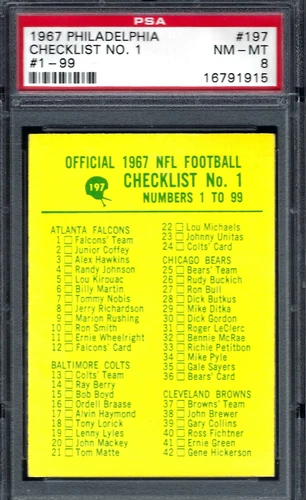 PSA
1967 PHILADELPHIA #197
CHECKLIST NO. 1 NM-MT
#1-99 8
16791915
OFFICIAL 1967 NFL FOOTBALL
197 CHECKLIST No. 1
NUMBERS 1 TO 99
ATLANTA FALCONS
1 Falcons' Team
2 Junior Coffey
3 Alex Hawkins
4 Randy Johnson
5 Lou Kirouac
6 Billy Martin
7 Tommy Nobis
8 Jerry Richardson
9 Marion Rushing
10 Ron Smith
11 Ernie Wheelright
12 Falcons' Card
BALTIMORE COLTS
13 Colts' Team
14 Ray Berry
15 Bob Boyd
16 Ordell Braase
17 Alvin Haymond
18 Tony Lorick
19 Lenny Lyles
20 John Mackey
21 Tom Matte
22 Lou Michaels
23 Johnny Unitas
24 Colts' Card
CHICAGO BEARS
25 Bears' Team
26 Rudy Buckich
27 Ron Bull
28 Dick Butkus
29 Mike Ditka
30 Dick Gordon
31 Roger LeClerc
32 Bennie McRae
33 Richie Petitbon
34 Mike Pyle
35 Gale Sayers
36 Bears' Card
CLEVELAND BROWNS
37 Browns' Team
38 John Brewer
39 Gary Collins
40 Ross Fichtner
41 Ernie Green
42 Gene Hickerson